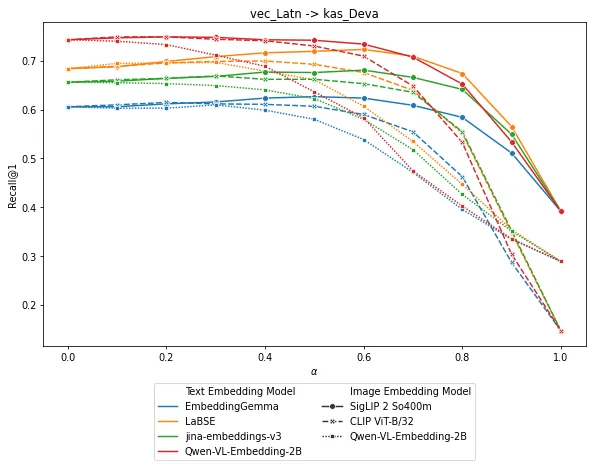 vec_Latn -> kas_Deva
Recall@1
0.7
0.6
0.5
0.4
0.3
0.2
0.0
0.2
0.4
0.6
0.8
1.0
α
Text Embedding Model
EmbeddingGemma
LaBSE
jina-embeddings-v3
Qwen-VL-Embedding-2B
Image Embedding Model
SigLIP 2 So400m
CLIP ViT-B/32
Qwen-VL-Embedding-2B